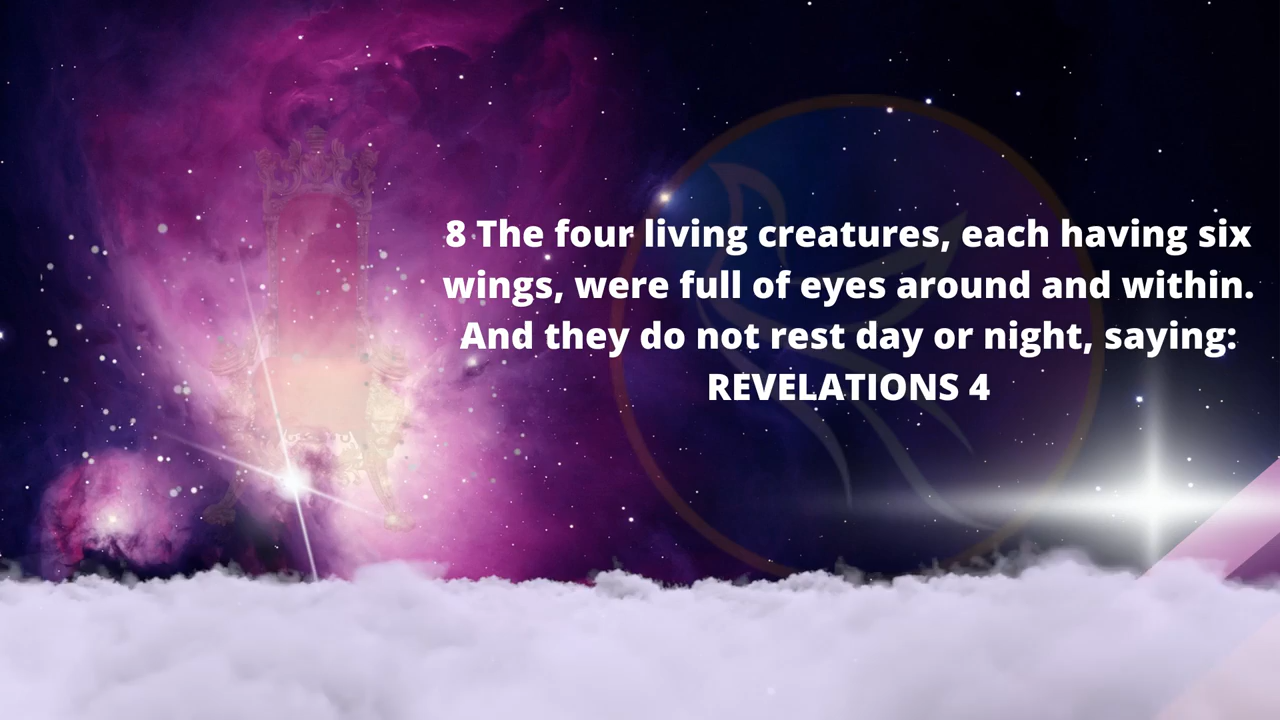 8 The four living creatures, each having six
wings, were full of eyes around and within.
And they do not rest day or night, saying:
REVELATIONS 4